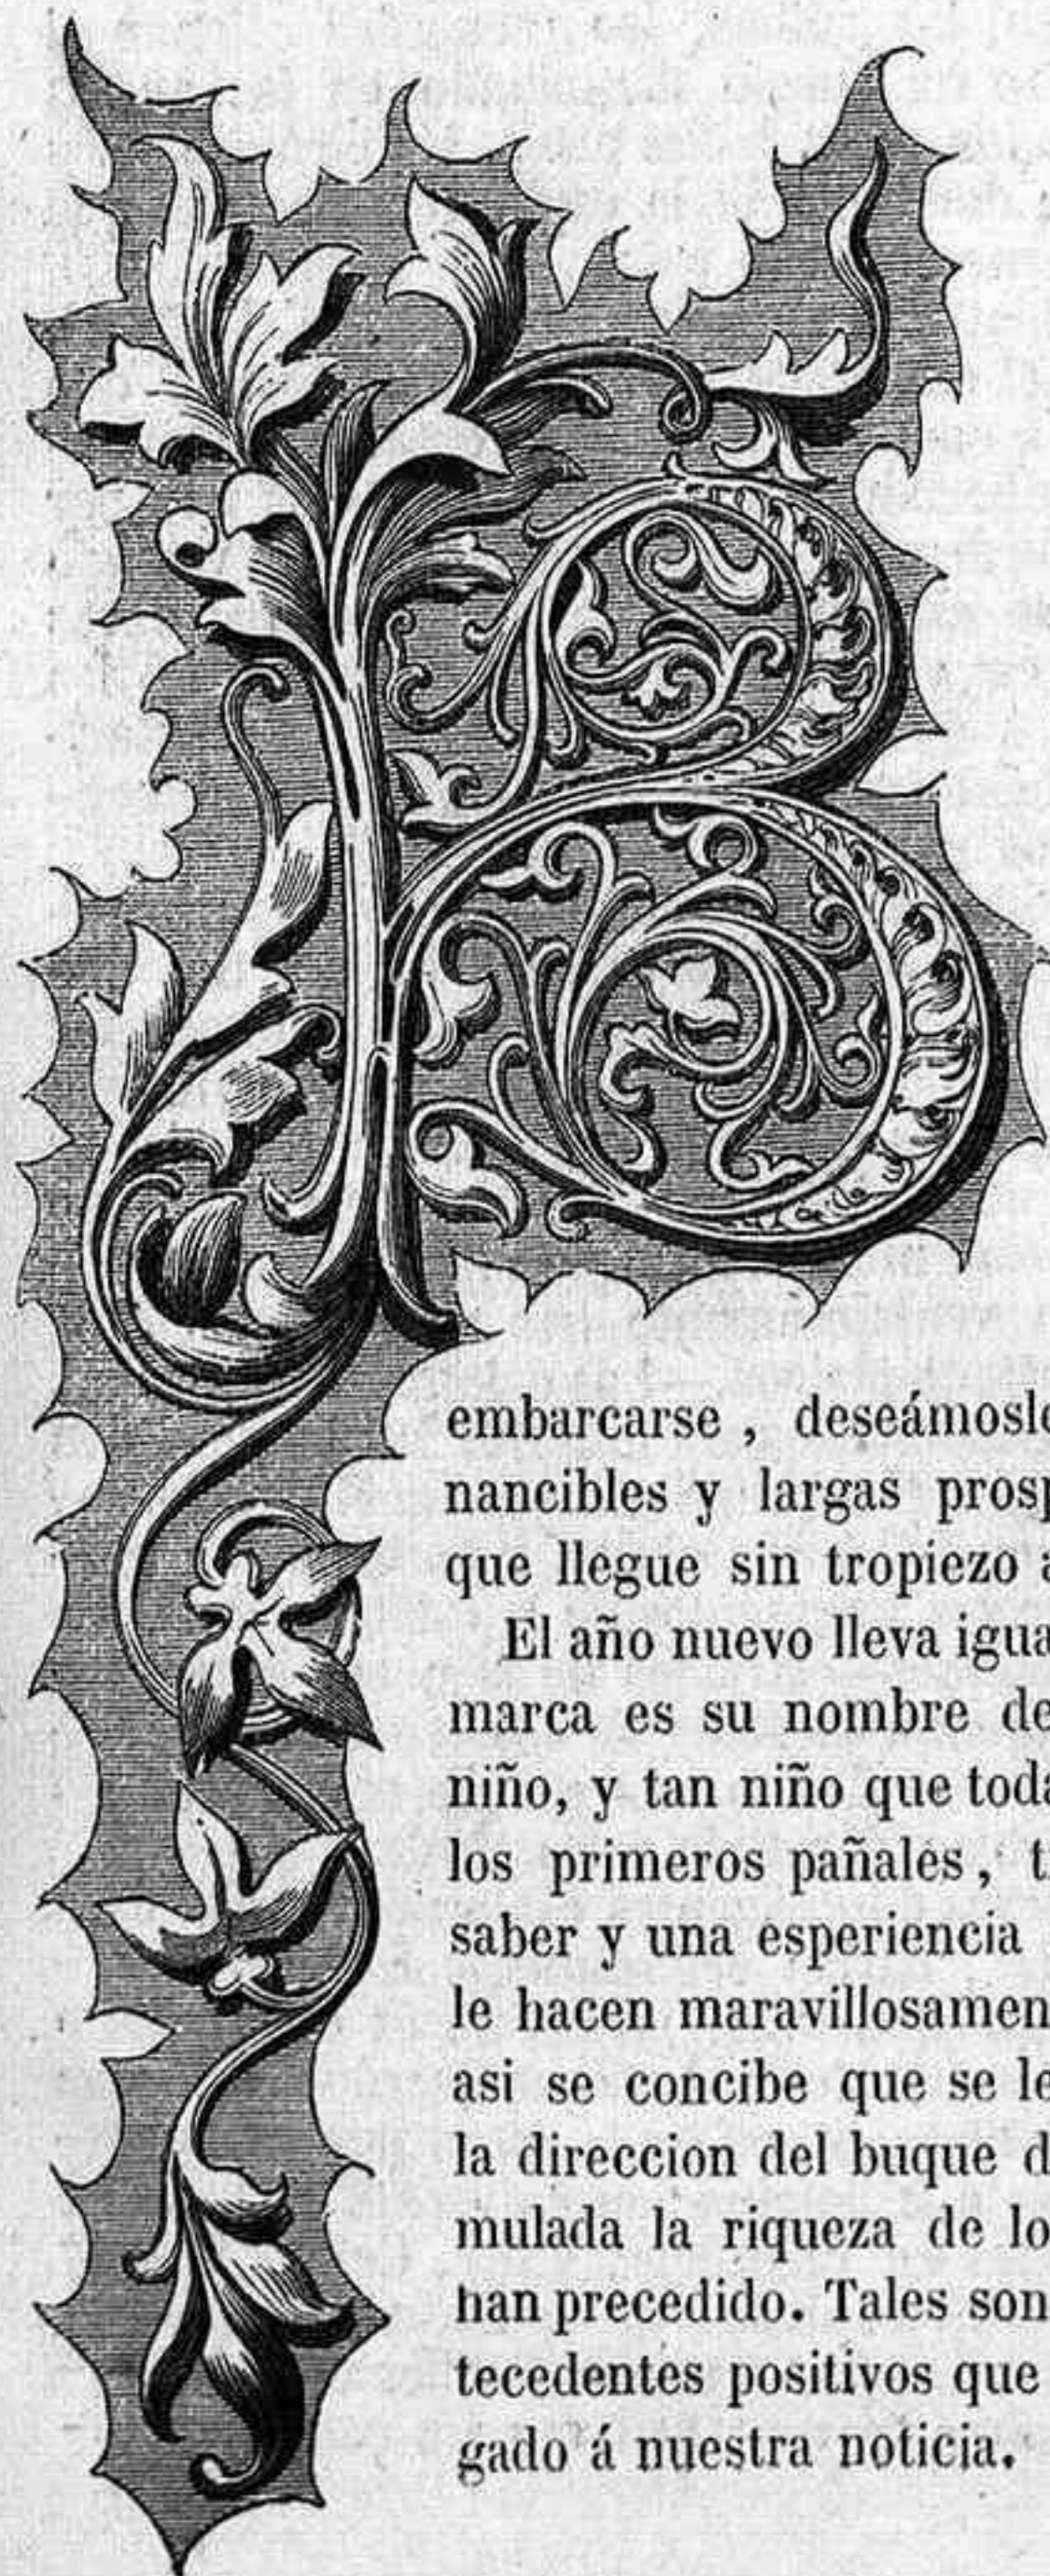 B
embarcarse, deseámosle
nancibles y largas prosp
que llegue sin tropiezo a
El año nuevo lleva igua
marca es su nombre de
niño, y tan niño que toda
los primeros pañales, t
saber y una esperiencia
le hacen maravillosamen
asi se concibe que se le
la direccion del buque d
mulada la riqueza de lo
han precedido. Tales son
tecedentes positivos que
gado á nuestra noticia.